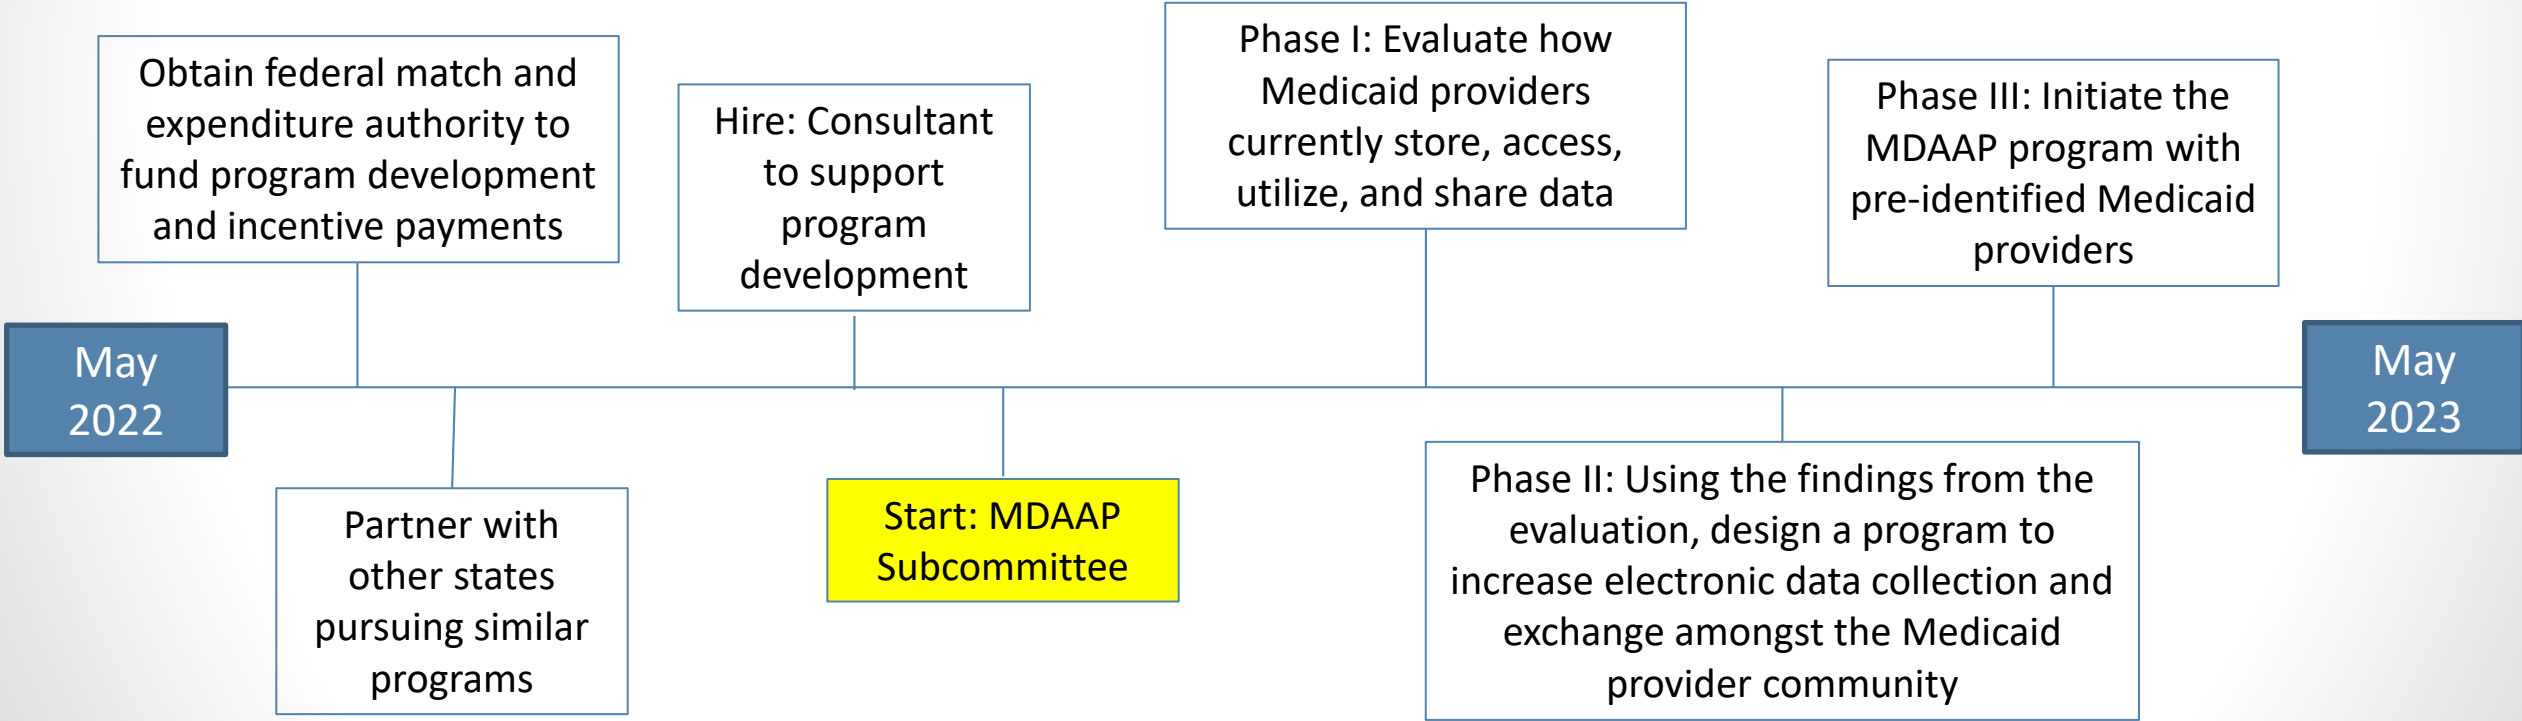 May
2022
Obtain federal match and
expenditure authority to
fund program development
and incentive payments
Partner with
other states
pursuing similar
programs
Hire: Consultant
to support
program
development
Start: MDAAP
Subcommittee
Phase I: Evaluate how
Medicaid providers
currently store, access,
utilize, and share data
Phase II: Using the findings from the
evaluation, design a program to
increase electronic data collection and
exchange amongst the Medicaid
provider community
Phase III: Initiate the
MDAAP program with
pre-identified Medicaid
providers
May
2023